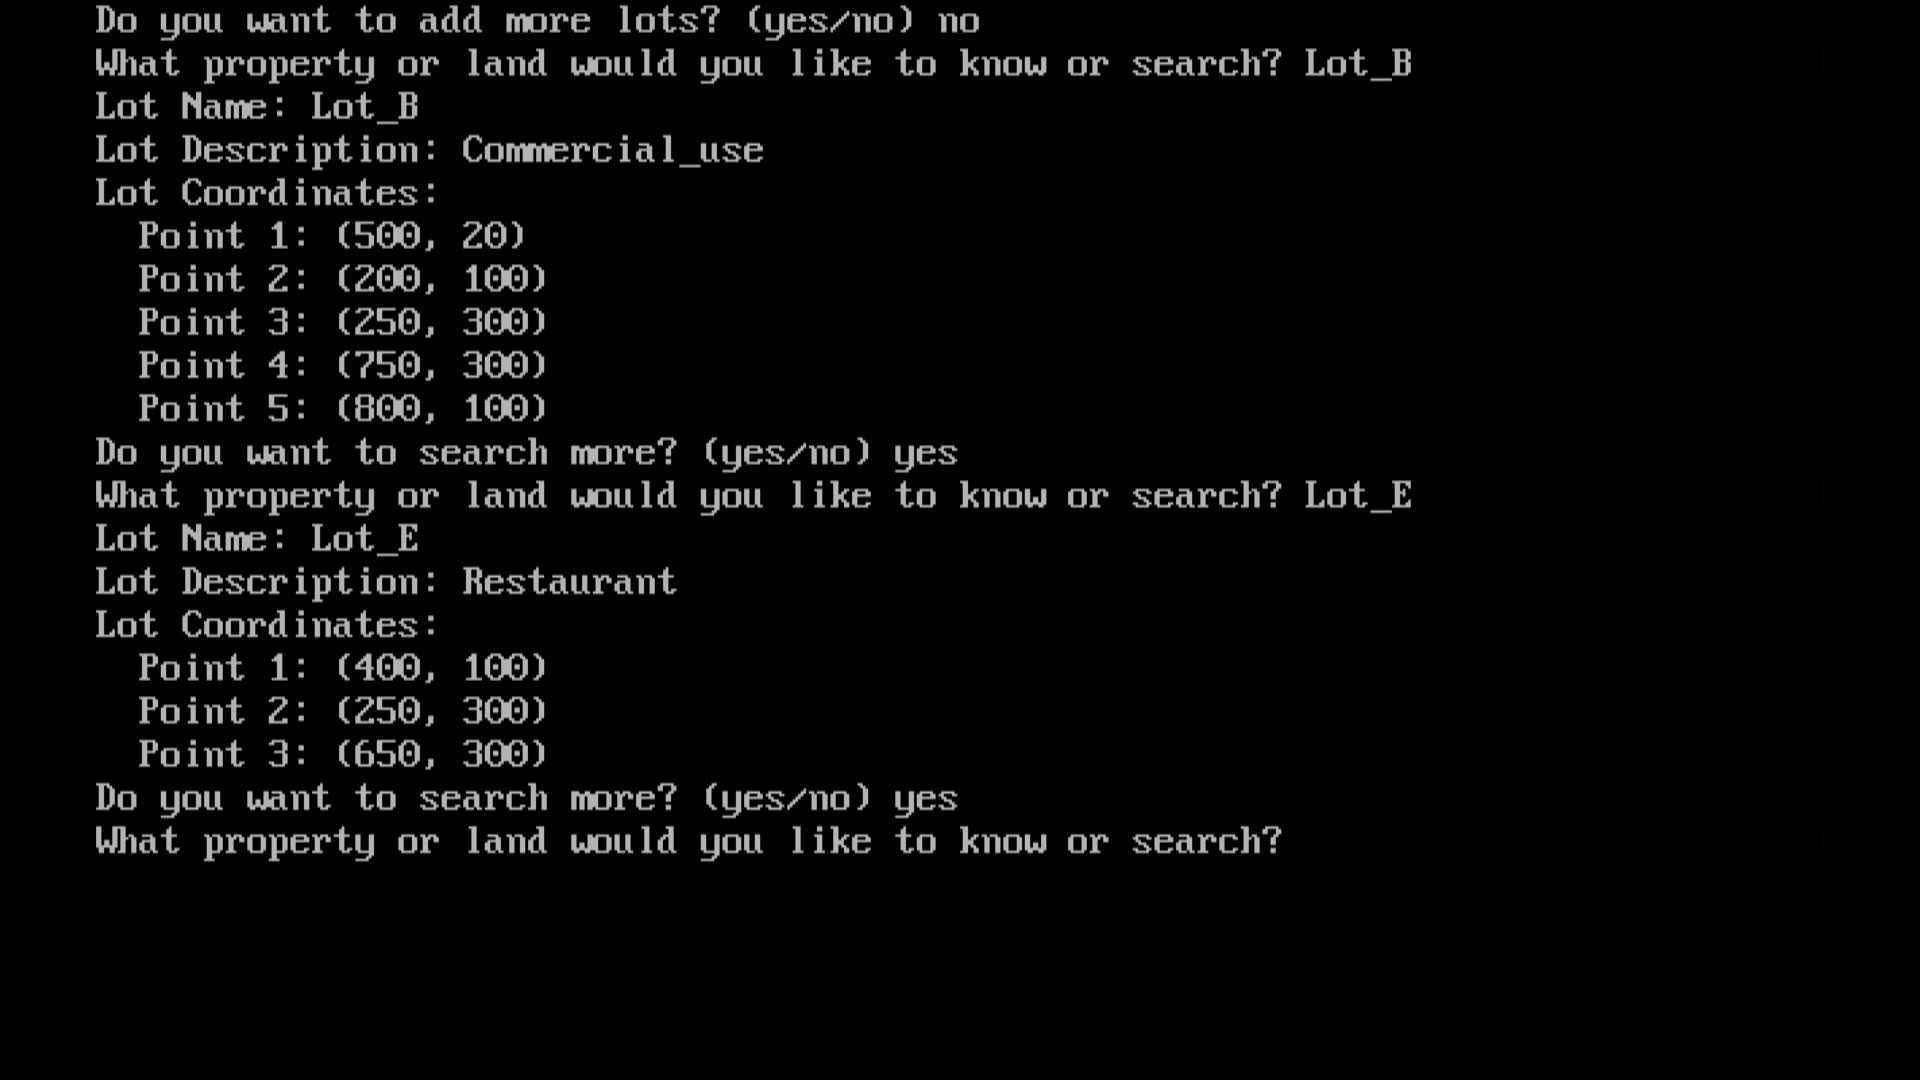 Do you want to add more lots? (yes/no) no
What property or land would you like to know or search? Lot_B
Lot Name: Lot_B
Lot Description: Commercial_use
Lot Coordinates:
Point 1: (500, 20)
Point 2: (200, 100)
Point 3: (250, 300)
Point 4: (750, 300)
Point 5: (800, 100)
Do you want to search more? (yes/no) yes
What property or land would you like to know or search? Lot_E
Lot Name: Lot_E
Lot Description: Restaurant
Lot Coordinates:
Point 1: (400, 100)
Point 2: (250, 300)
Point 3: (650, 300)
Do you want to search more? (yes/no) yes
What property or land would you like to know or search?